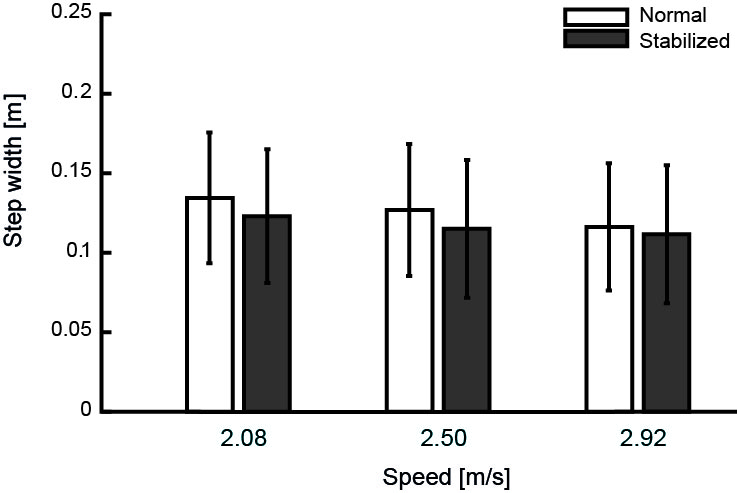 0.25
Normal
Stabilized
0.2
0.15
0.1
0.05
0
Step width [m]
2.08 2.50 2.92
Speed [m/s]